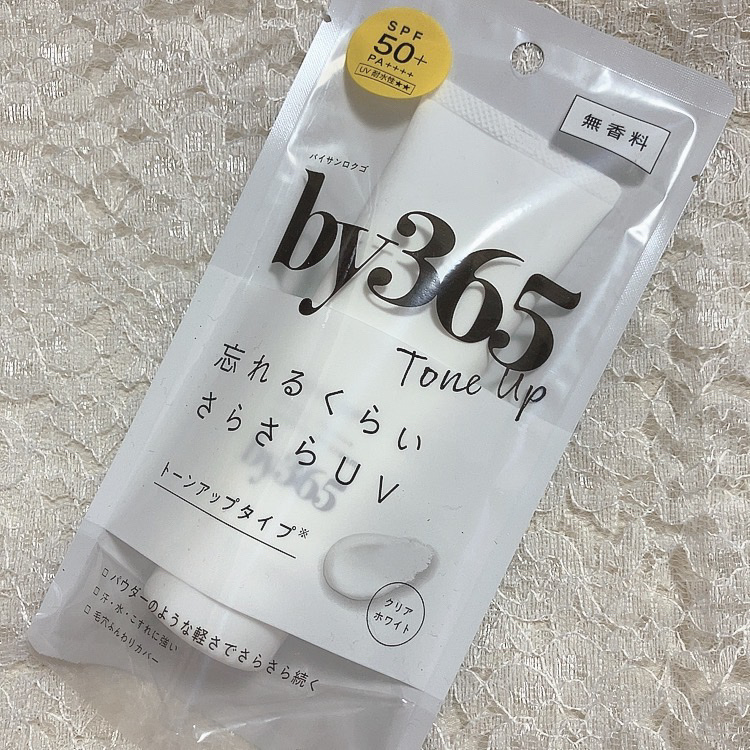 SPF
50+
PA++++
UV耐水性★★
無香料
バイサンロクゴ
by365
Tone Up
忘れるくらい
さらさらUV
by365
トーンアップタイプ※
クリア
ホワイト
□ パウダーのような軽さでさらさら続く
□ 汗・水・こすれに強い
□ 毛穴ふんわりカバー